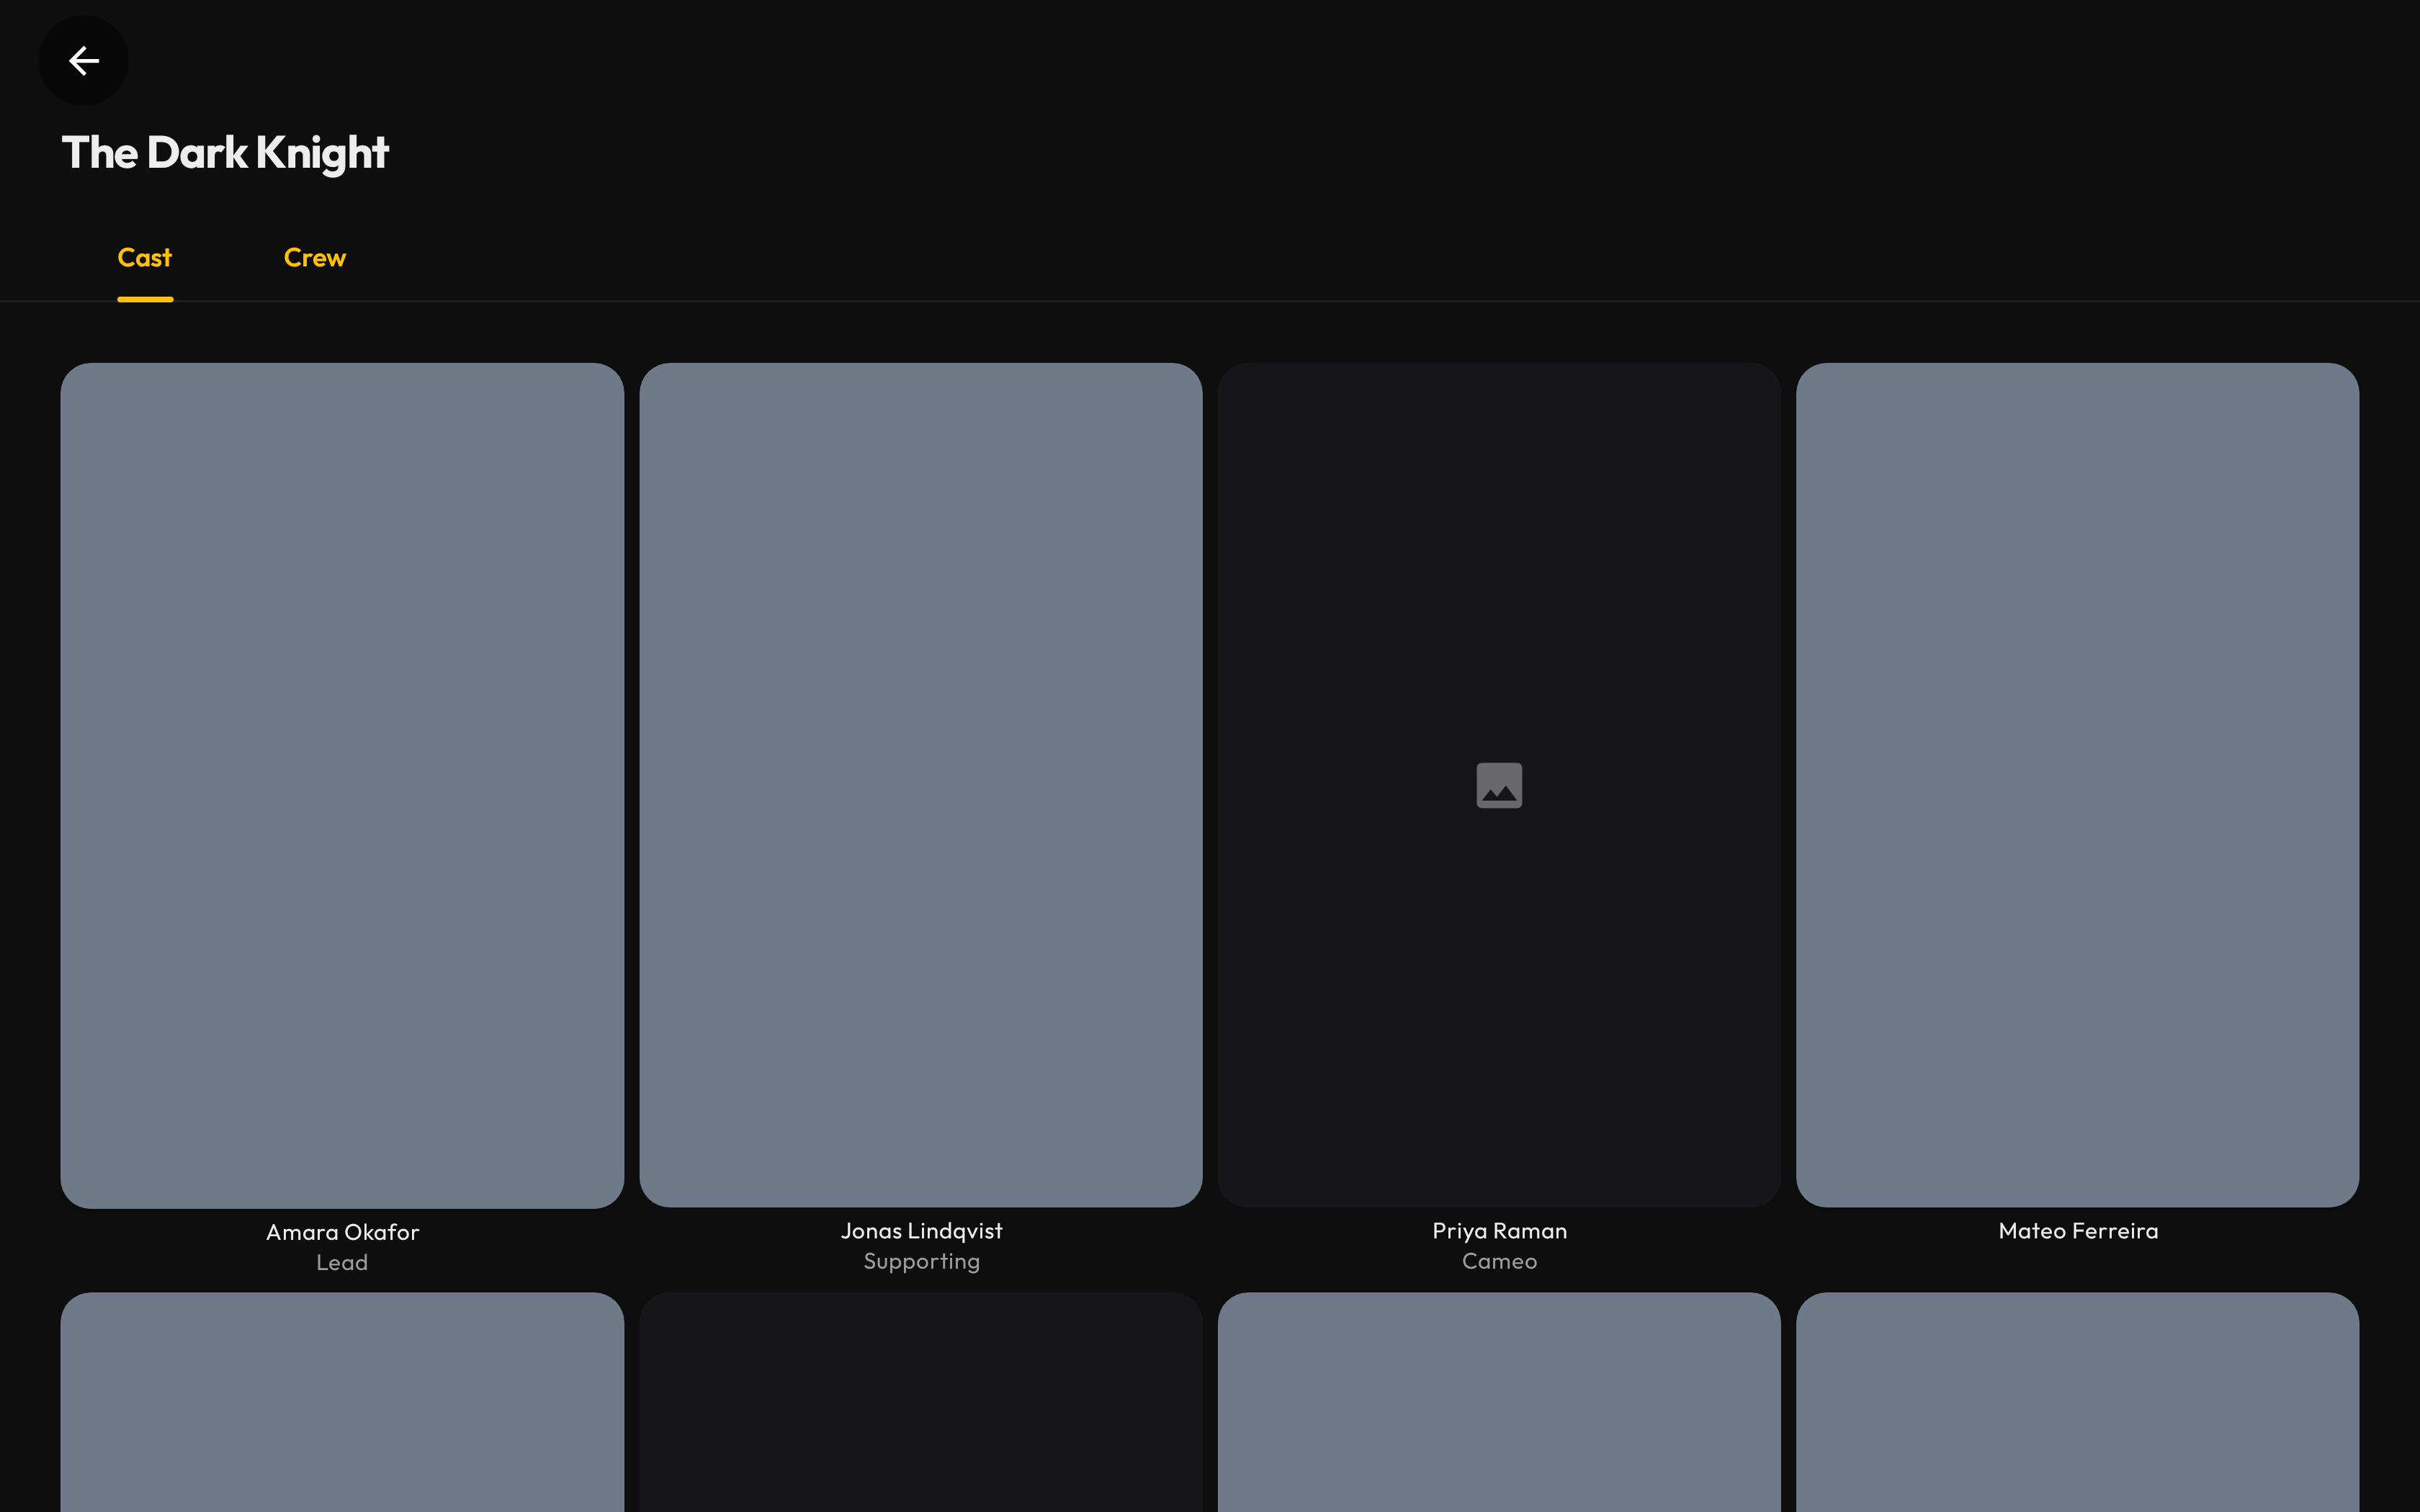 The Dark Knight
Cast Crew
Amara Okafor
Lead
Jonas Lindqvist
Supporting
Priya Raman
Cameo
Mateo Ferreira